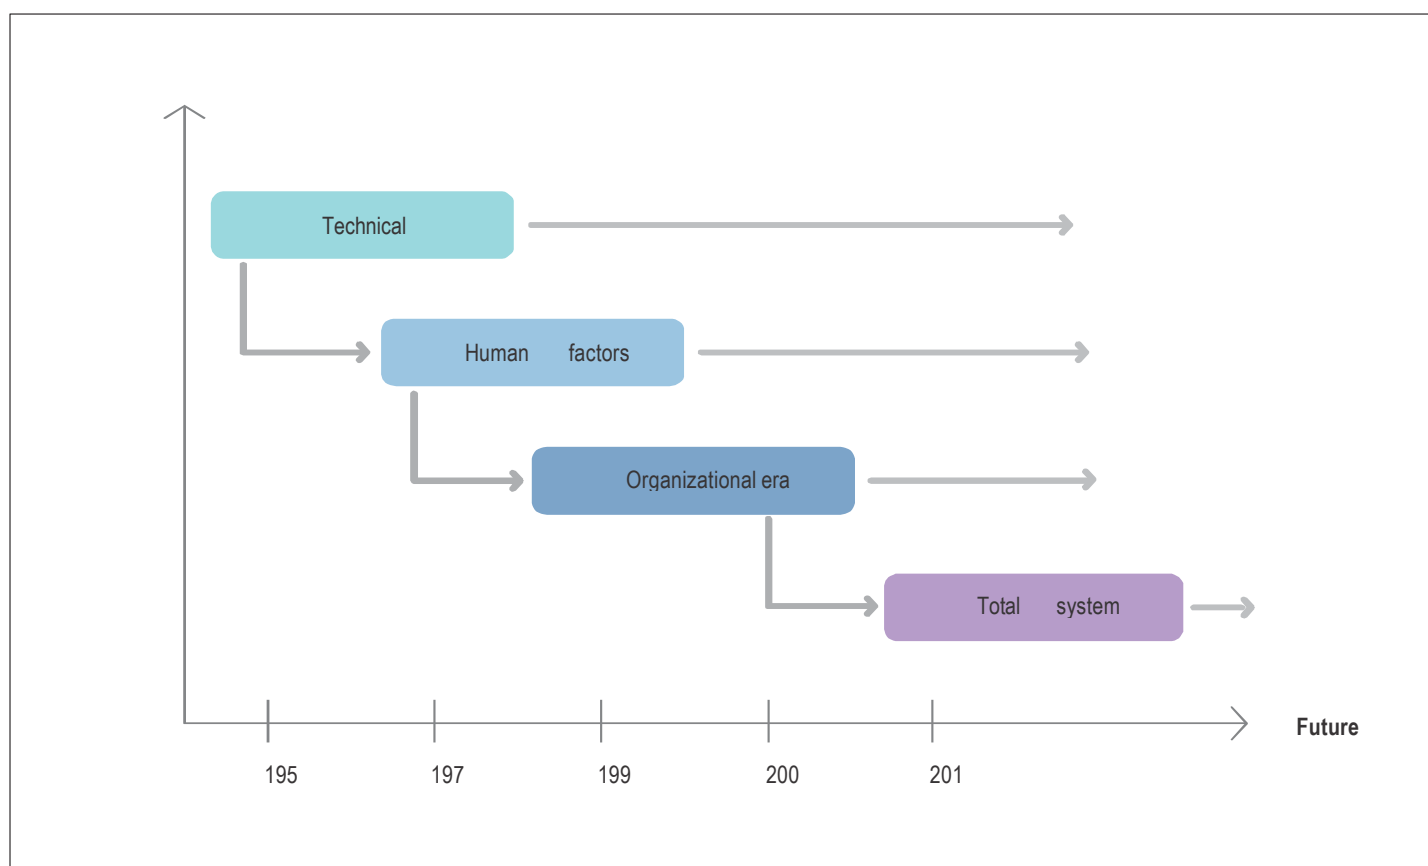 Technical
Human factors
Organizational era
Total system
Future
195 197 199 200 201